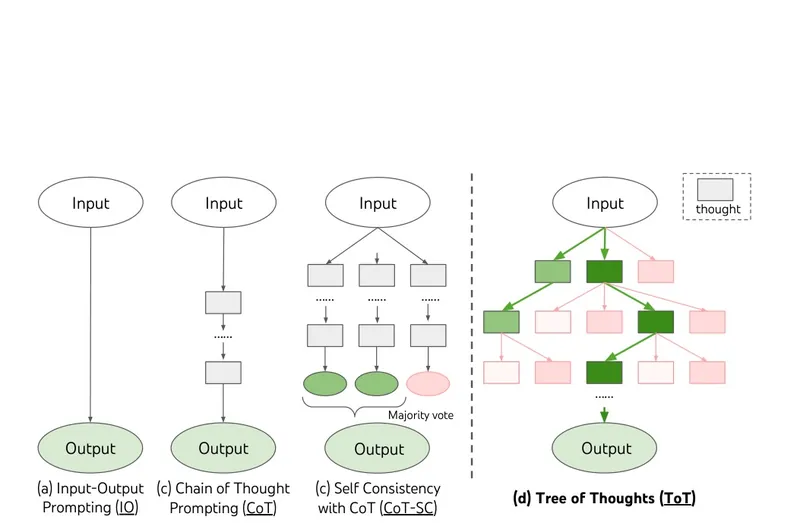 Input
Input
Input
Input
thought
......
......
......
......
......
Majority vote
Output
Output
Output
Output
(a) Input-Output
Prompting (IO)
(c) Chain of Thought
Prompting (CoT)
(c) Self Consistency
with CoT (CoT-SC)
(d) Tree of Thoughts (ToT)